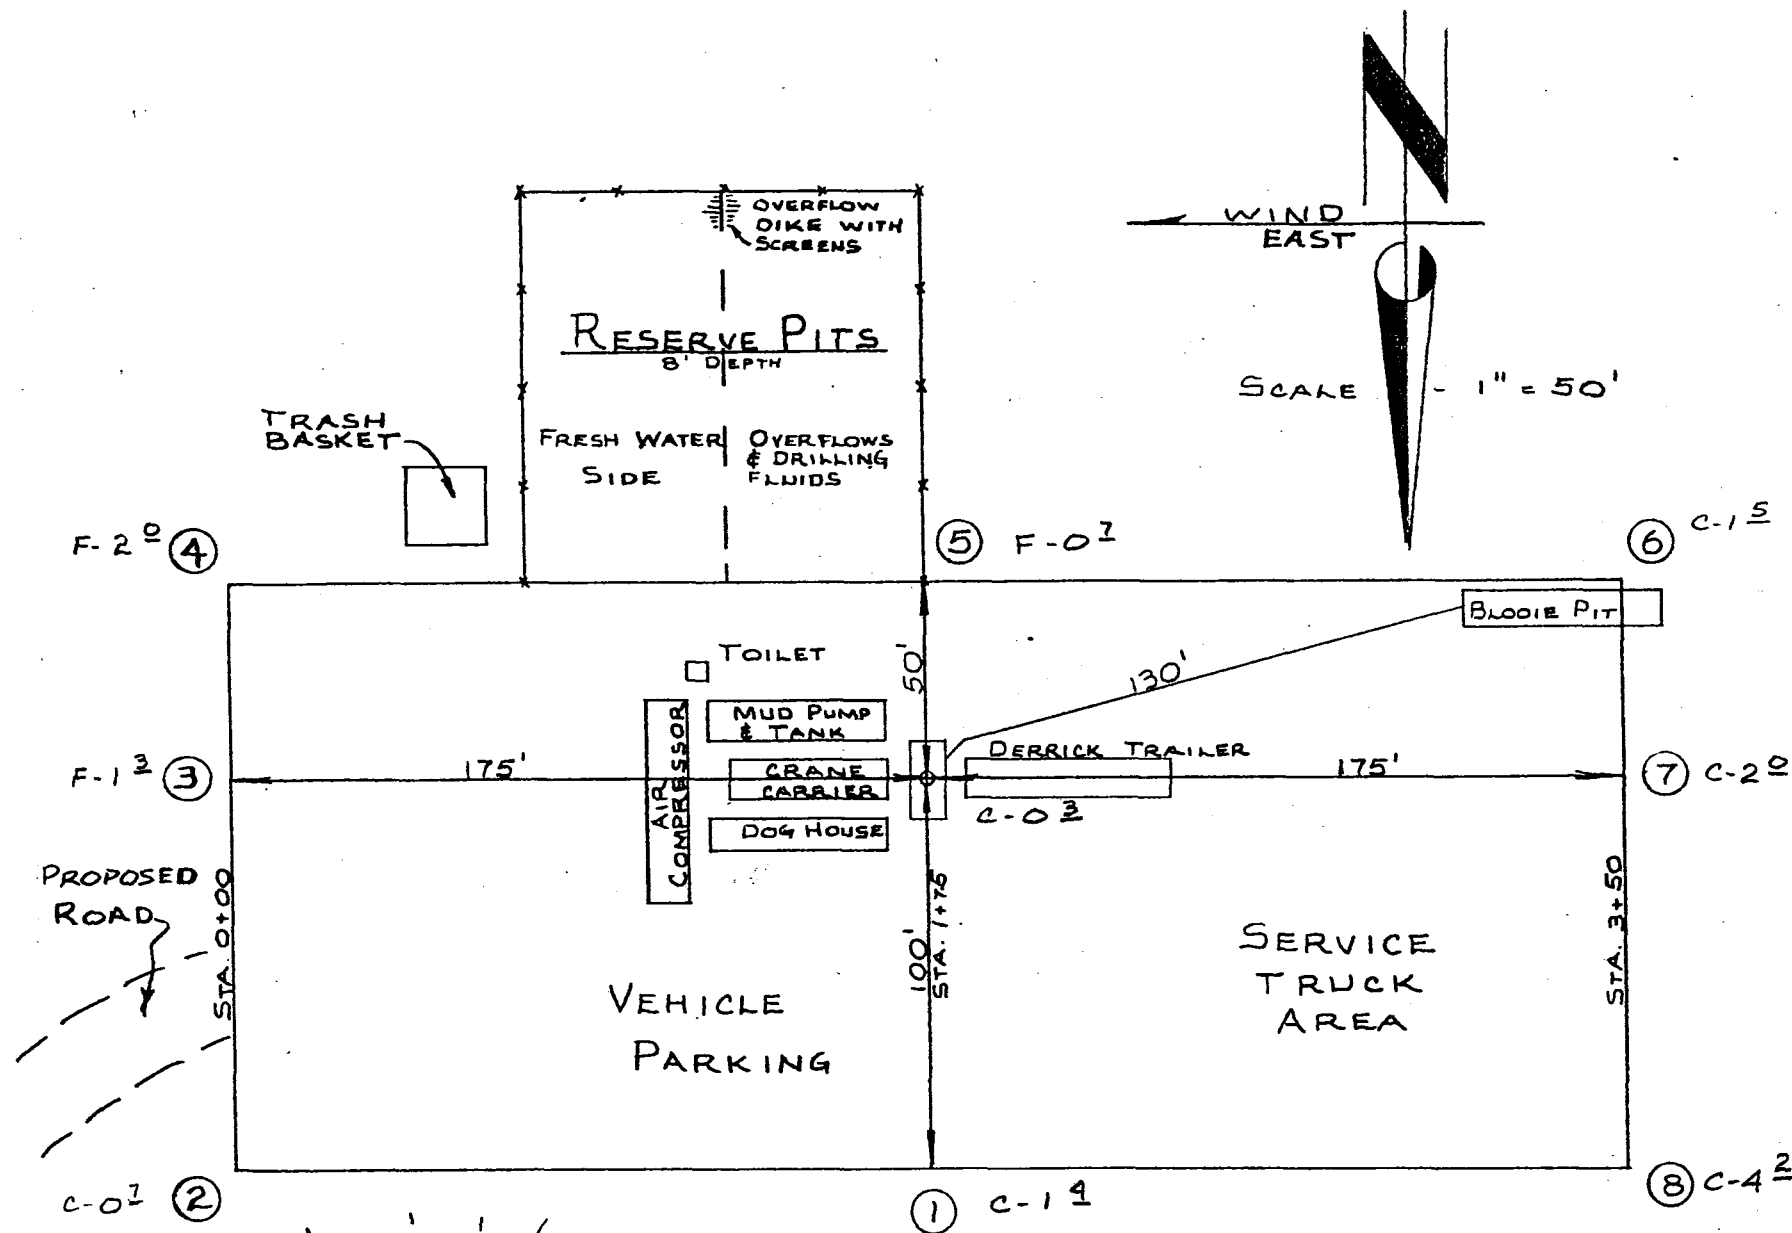 N
WIND
EAST
SCALE - 1" = 50'
OVERFLOW
DIKE WITH
SCREENS
RESERVE PITS
8' DEPTH
TRASH
BASKET
FRESH WATER
SIDE
OVERFLOWS
& DRILLING
FLUIDS
F-2 0 4
5 F-0 7
6 C-1 5
BLOOIE PIT
TOILET
50'
130'
MUD PUMP
& TANK
AIR
COMPRESSOR
DERRICK TRAILER
F-1 3 3
175'
CRANE
CARRIER
175'
7 C-2 0
C-0 3
DOG HOUSE
PROPOSED
ROAD
STA. 0+00
100'
STA. 1+75
STA. 3+50
SERVICE
TRUCK
AREA
VEHICLE
PARKING
C-0 7 2
1 C-1 4
8 C-4 2